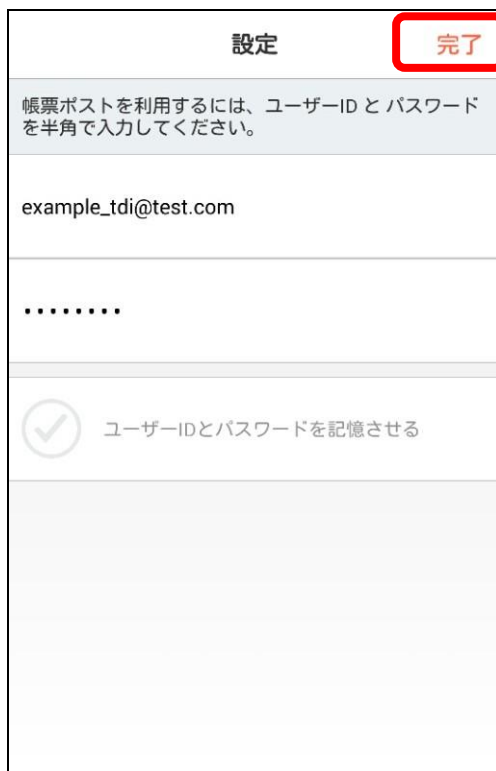 設定
完了
帳票ポストを利用するには、ユーザーID と パスワード
を半角で入力してください。
example_tdi@test.com
・・・・・・・・
ユーザーIDとパスワードを記憶させる